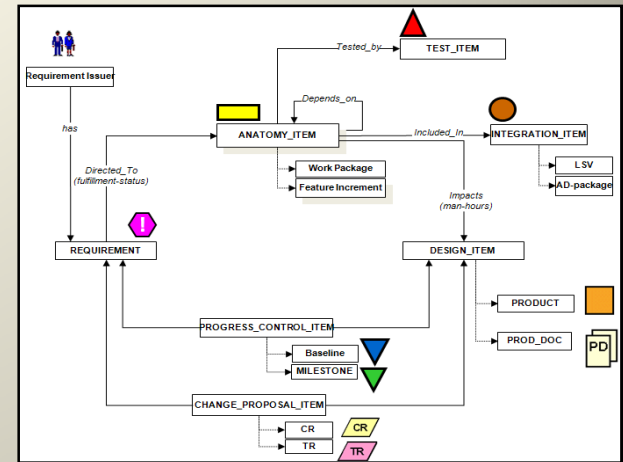 Tested_by
TEST_ITEM
Requirement Issuer
Depends_on
has
ANATOMY_ITEM
Included_In
INTEGRATION_ITEM
Directed_To
(fulfillment-status)
Work Package
Feature Increment
LSV
AD-package
Impacts
(man-hours)
!
REQUIREMENT
DESIGN_ITEM
PRODUCT
PROGRESS_CONTROL_ITEM
PROD_DOC
PD
Baseline
MILESTONE
CHANGE_PROPOSAL_ITEM
CR
CR
TR
TR